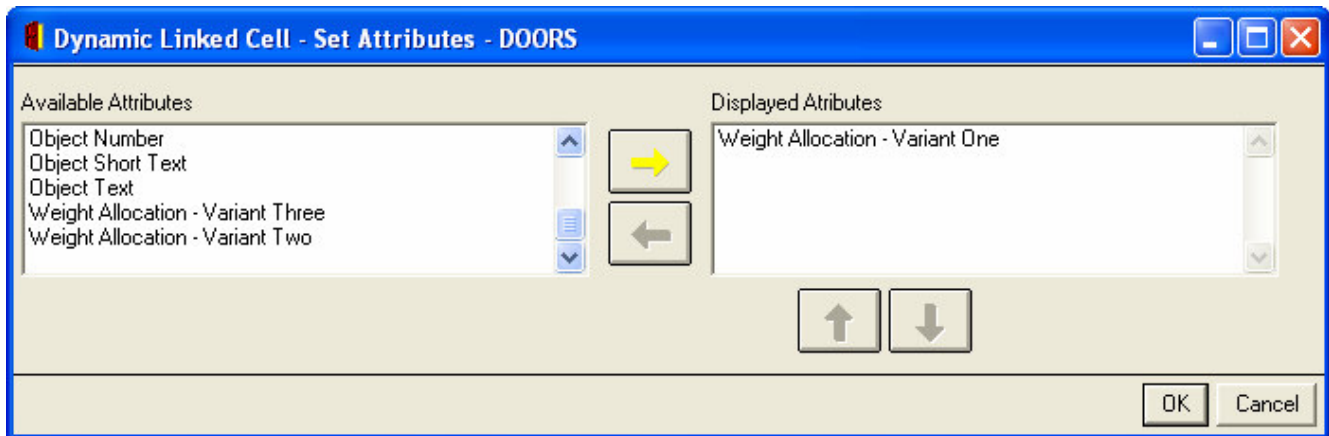 Dynamic Linked Cell - Set Attributes - DOORS
Available Attributes
Object Number
Object Short Text
Object Text
Weight Allocation - Variant Three
Weight Allocation - Variant Two
Displayed Atributes
Weight Allocation - Variant One
OK
Cancel